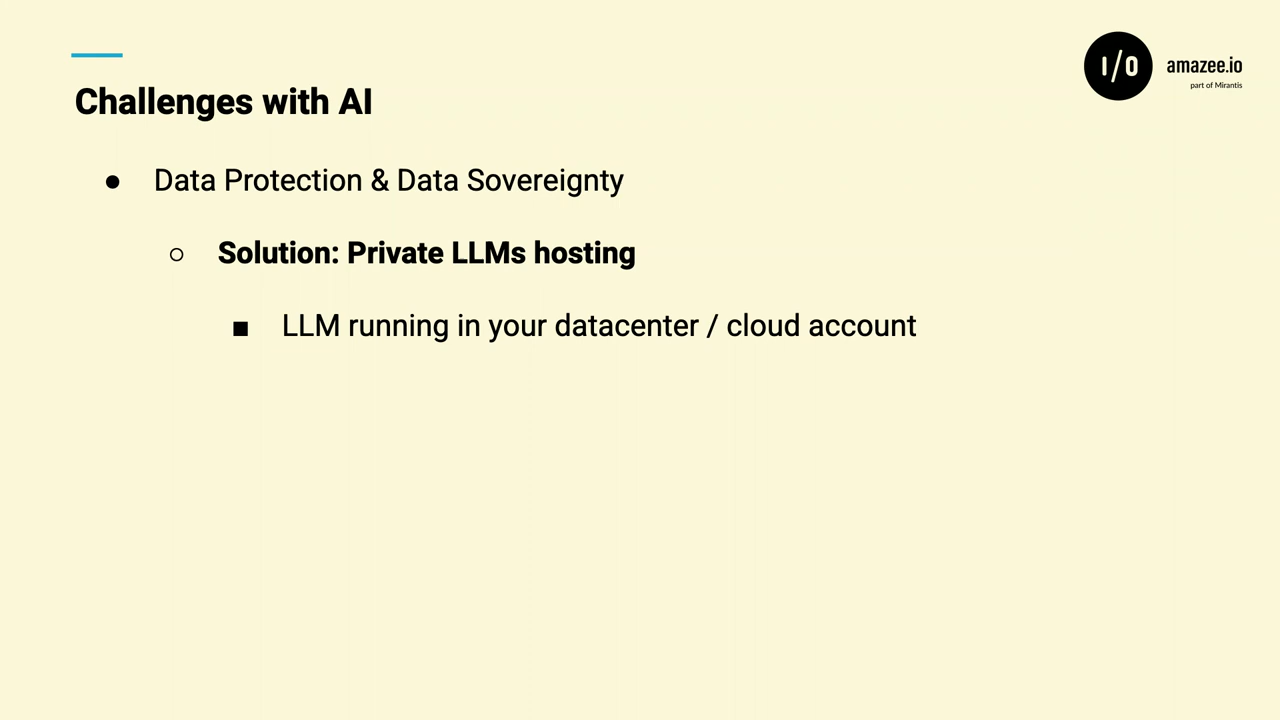 I/O
amazee.io
part of Mirantis
Challenges with AI
● Data Protection & Data Sovereignty
○ Solution: Private LLMs hosting
■ LLM running in your datacenter / cloud account